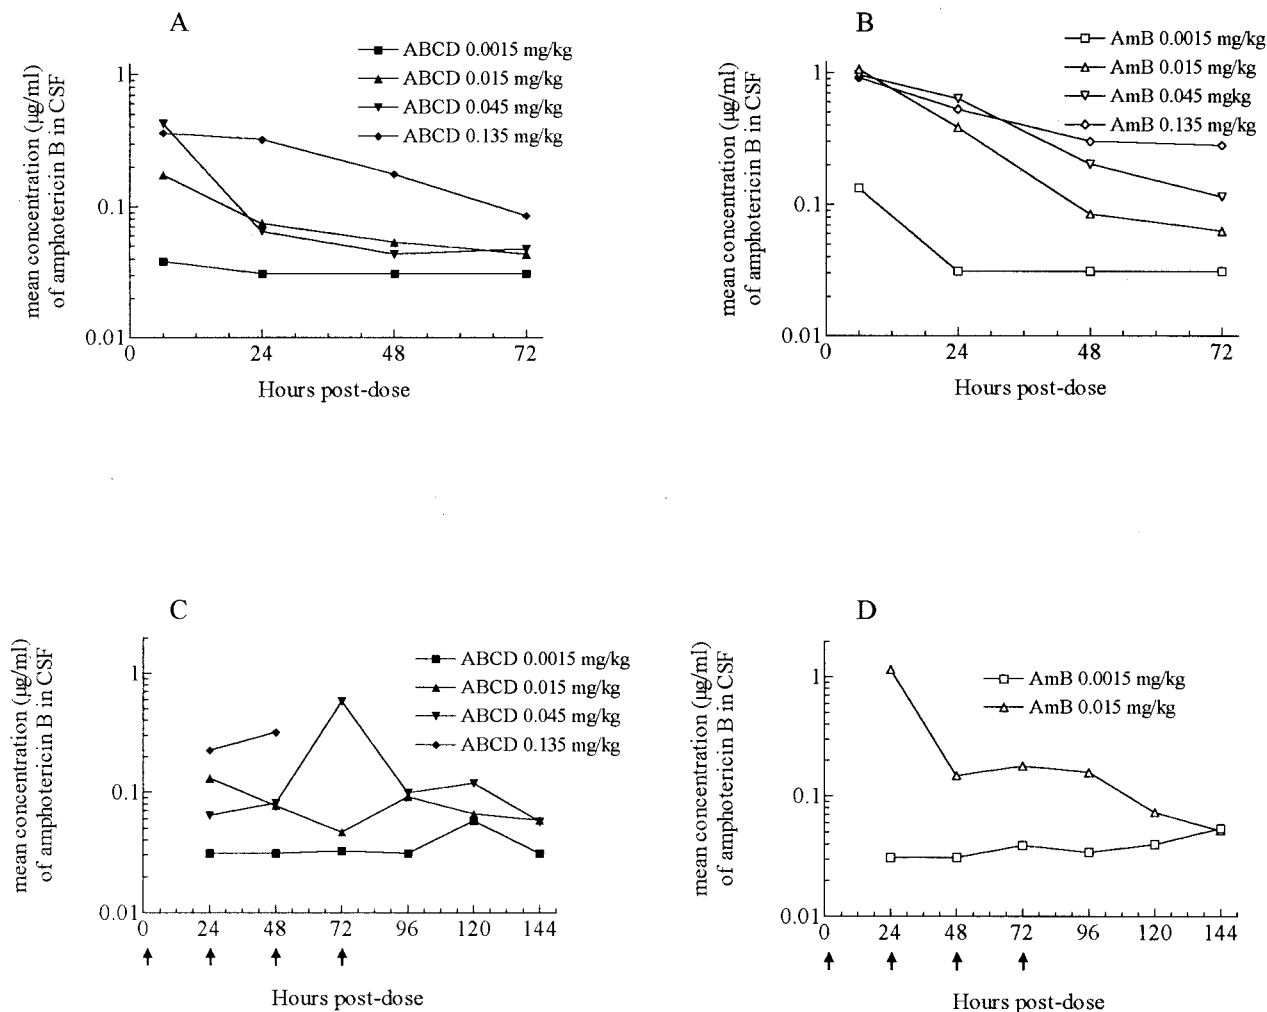 A
ABCD 0.0015 mg/kg
ABCD 0.015 mg/kg
ABCD 0.045 mg/kg
ABCD 0.135 mg/kg
mean concentration (µg/ml)
of amphotericin B in CSF
1
0.1
0.01
0 24 48 72
Hours post-dose
B
AmB 0.0015 mg/kg
AmB 0.015 mg/kg
AmB 0.045 mgkg
AmB 0.135 mg/kg
mean concentration (µg/ml)
of amphotericin B in CSF
1
0.1
0.01
0 24 48 72
Hours post-dose
C
ABCD 0.0015 mg/kg
ABCD 0.015 mg/kg
ABCD 0.045 mg/kg
ABCD 0.135 mg/kg
mean concentration (µg/ml)
of amphotericin B in CSF
1
0.1
0.01
0 24 48 72 96 120 144
Hours post-dose
D
AmB 0.0015 mg/kg
AmB 0.015 mg/kg
mean concentration (µg/ml)
of amphotericin B in CSF
1
0.1
0.01
0 24 48 72 96 120 144
Hours post-dose